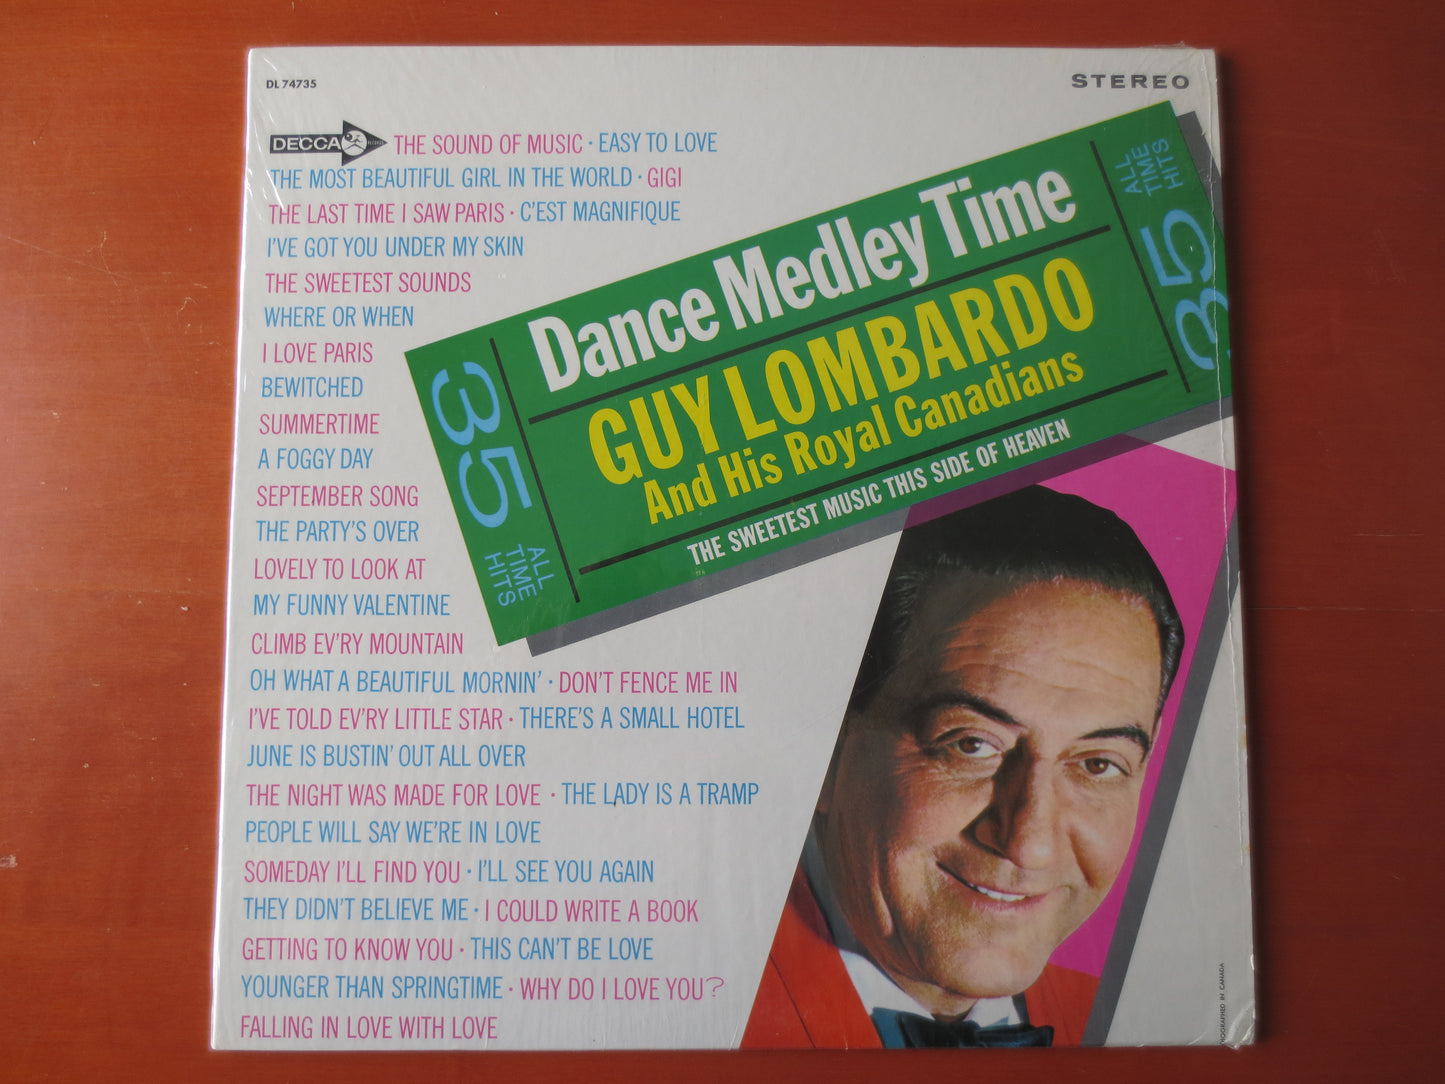 DL 74735
STEREO
DECCA RECORDS
THE SOUND OF MUSIC · EASY TO LOVE
THE MOST BEAUTIFUL GIRL IN THE WORLD · GIGI
THE LAST TIME I SAW PARIS · C'EST MAGNIFIQUE
I'VE GOT YOU UNDER MY SKIN
THE SWEETEST SOUNDS
WHERE OR WHEN
I LOVE PARIS
BEWITCHED
SUMMERTIME
A FOGGY DAY
SEPTEMBER SONG
THE PARTY'S OVER
LOVELY TO LOOK AT
MY FUNNY VALENTINE
CLIMB EV'RY MOUNTAIN
OH WHAT A BEAUTIFUL MORNIN' · DON'T FENCE ME IN
I'VE TOLD EV'RY LITTLE STAR · THERE'S A SMALL HOTEL
JUNE IS BUSTIN' OUT ALL OVER
THE NIGHT WAS MADE FOR LOVE · THE LADY IS A TRAMP
PEOPLE WILL SAY WE'RE IN LOVE
SOMEDAY I'LL FIND YOU · I'LL SEE YOU AGAIN
THEY DIDN'T BELIEVE ME · I COULD WRITE A BOOK
GETTING TO KNOW YOU · THIS CAN'T BE LOVE
YOUNGER THAN SPRINGTIME · WHY DO I LOVE YOU?
FALLING IN LOVE WITH LOVE
35
ALL
TIME
HITS
Dance Medley Time
GUY LOMBARDO
And His Royal Canadians
THE SWEETEST MUSIC THIS SIDE OF HEAVEN
35
ALL
TIME
HITS
IN CANADA